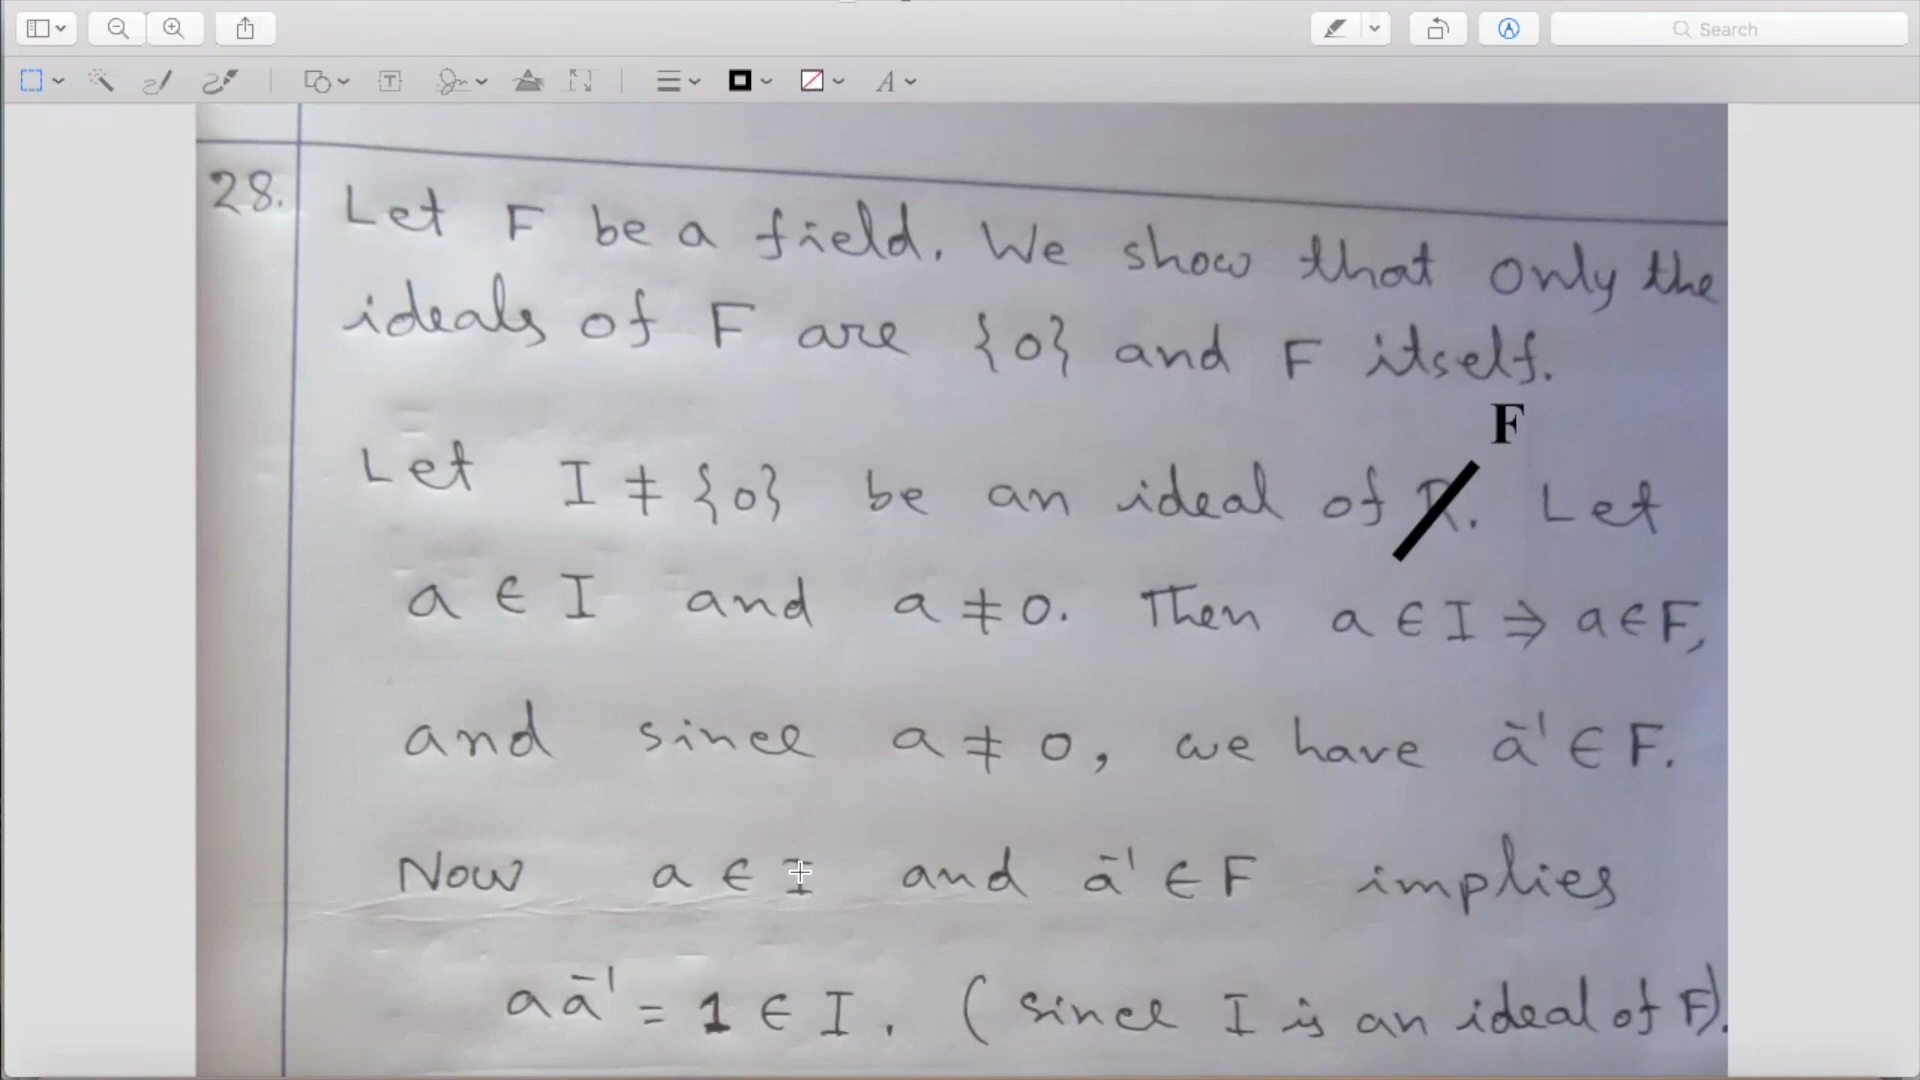 Search
28. Let F be a field. We show that only the
ideals of F are {0} and F itself.
F
Let I ≠ {0} be an ideal of R. Let
a ∈ I and a ≠ 0. Then a ∈ I ⇒ a ∈ F,
and since a ≠ 0, we have a⁻¹ ∈ F.
Now a ∈ I and a⁻¹ ∈ F implies
aa⁻¹ = 1 ∈ I. (since I is an ideal of F).